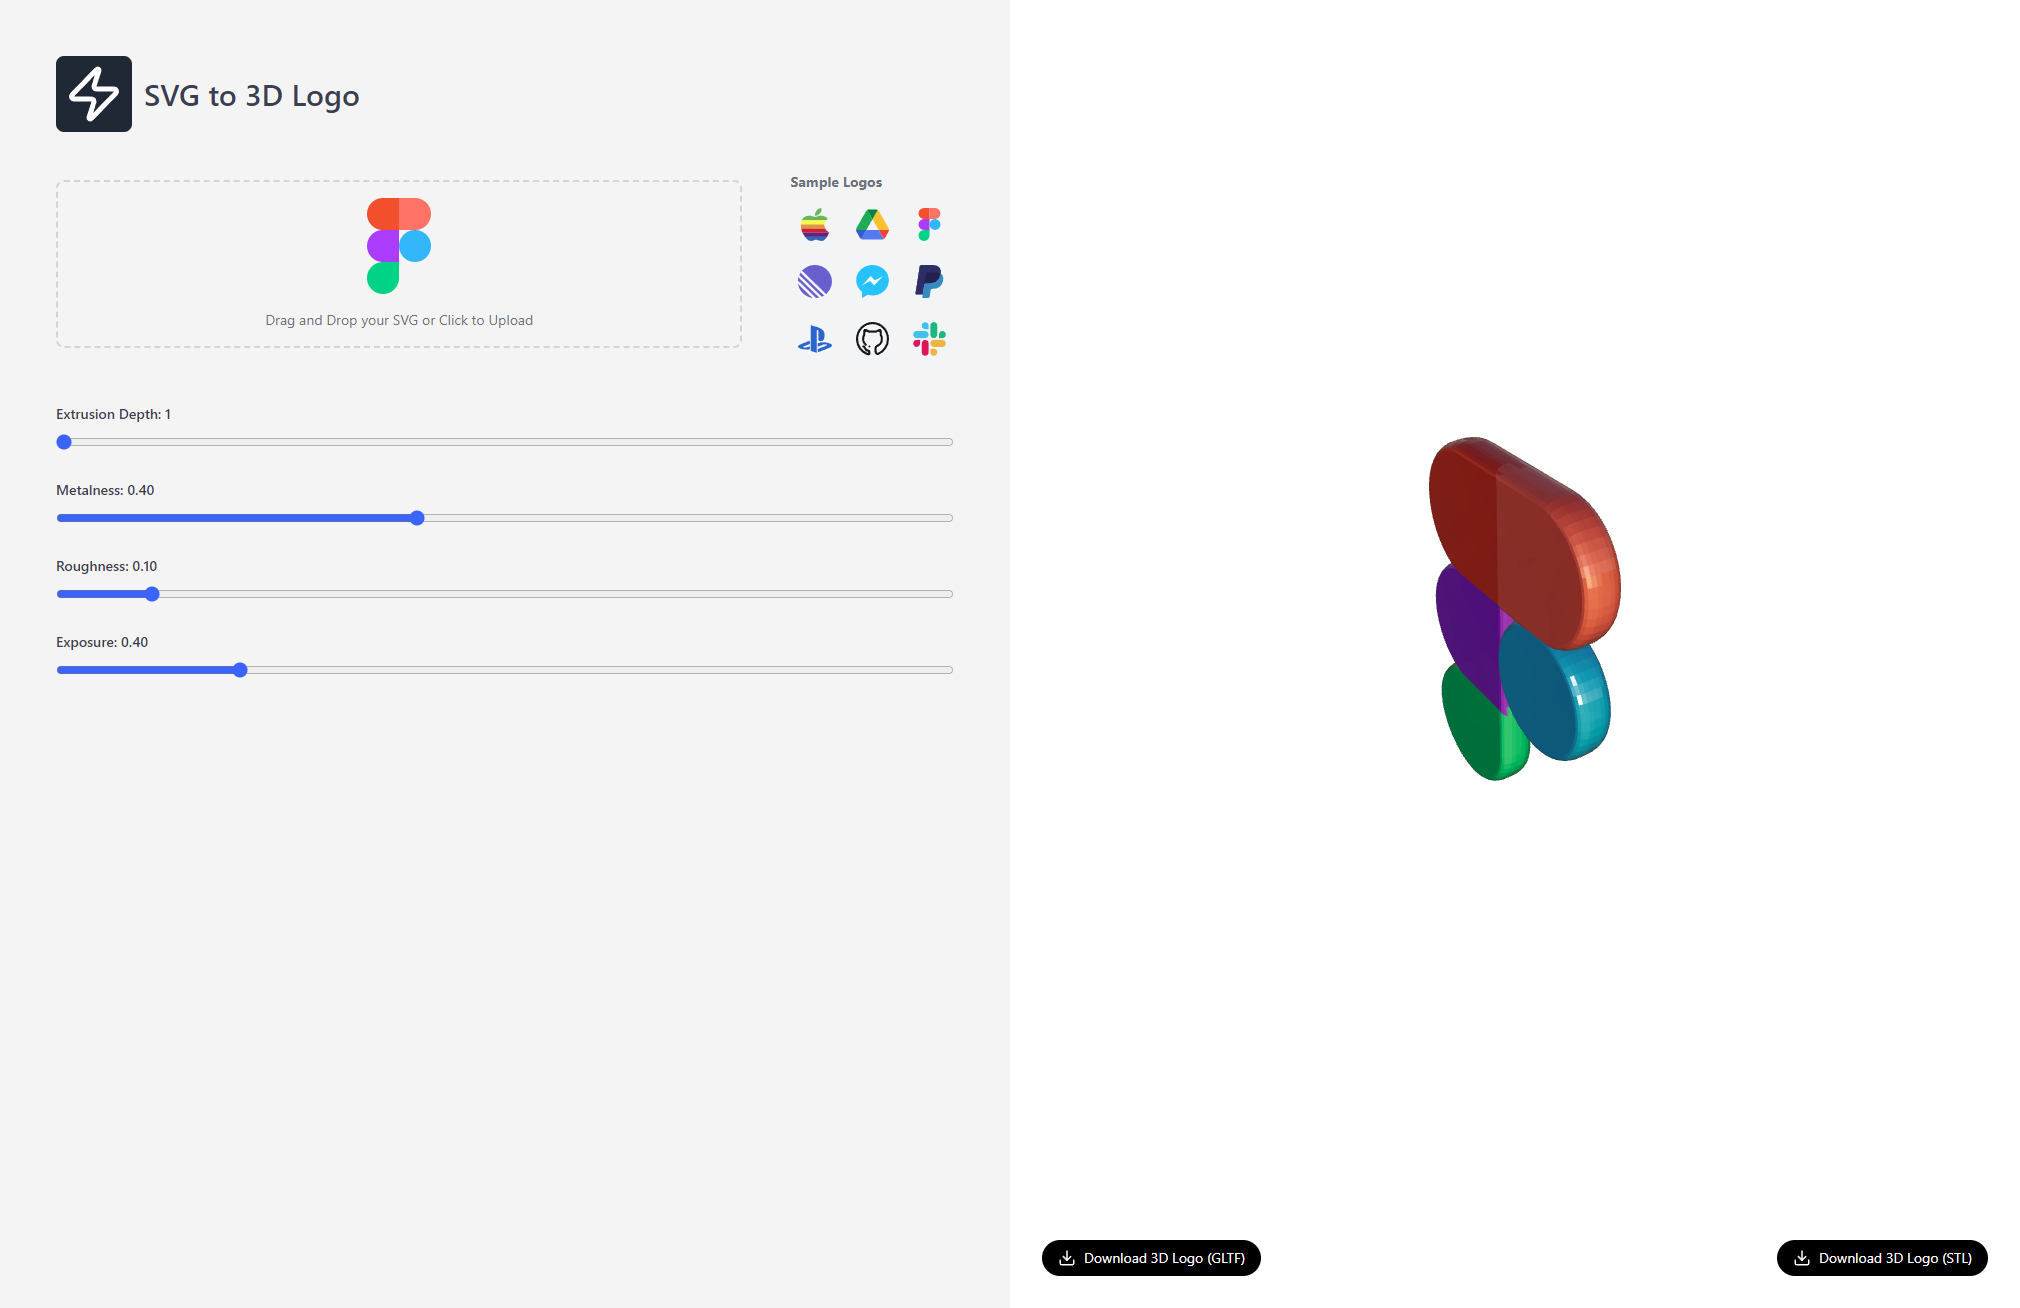 SVG to 3D Logo
Drag and Drop your SVG or Click to Upload
Sample Logos
Extrusion Depth: 1
Metalness: 0.40
Roughness: 0.10
Exposure: 0.40
Download 3D Logo (GLTF)
Download 3D Logo (STL)